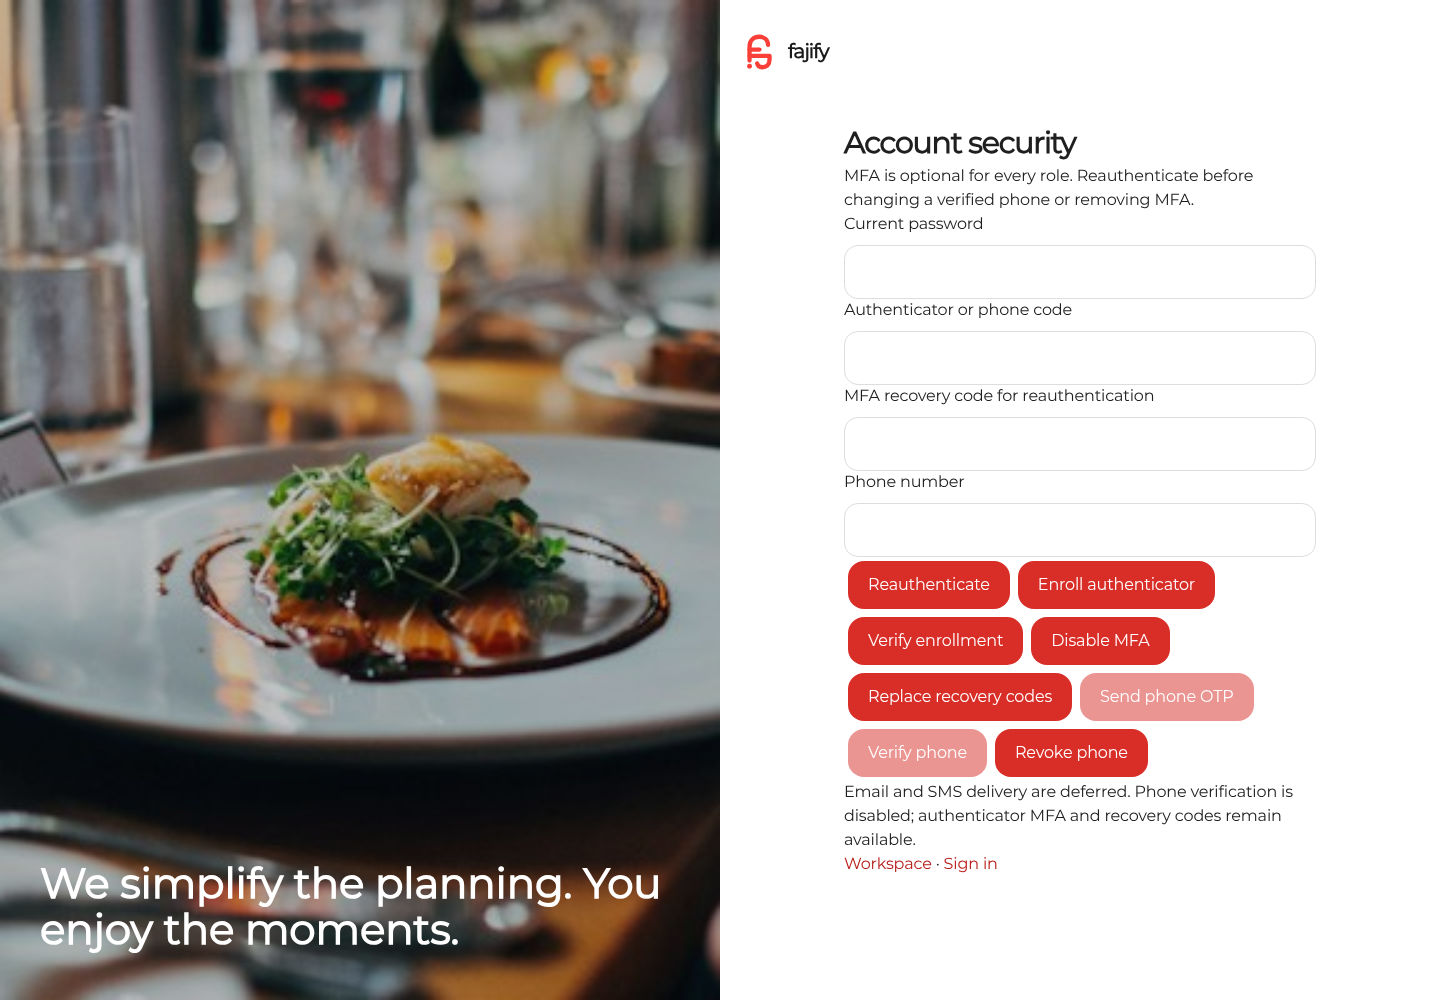 fajify
Account security
MFA is optional for every role. Reauthenticate before
changing a verified phone or removing MFA.
Current password
Authenticator or phone code
MFA recovery code for reauthentication
Phone number
Reauthenticate
Enroll authenticator
Verify enrollment
Disable MFA
Replace recovery codes
Send phone OTP
Verify phone
Revoke phone
Email and SMS delivery are deferred. Phone verification is
disabled; authenticator MFA and recovery codes remain
available.
Workspace · Sign in
We simplify the planning. You
enjoy the moments.